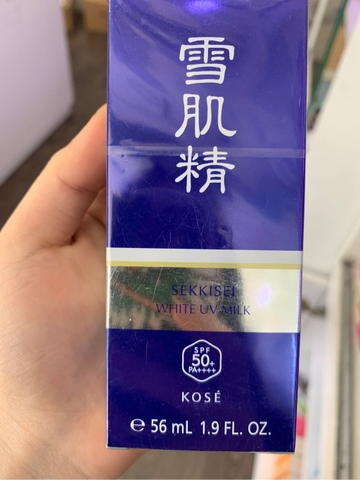 雪
肌
精
SEKKISEI
WHITE UV MILK
SPF
50+
PA++++
KOSÉ
℮ 56 mL 1.9 FL. OZ.